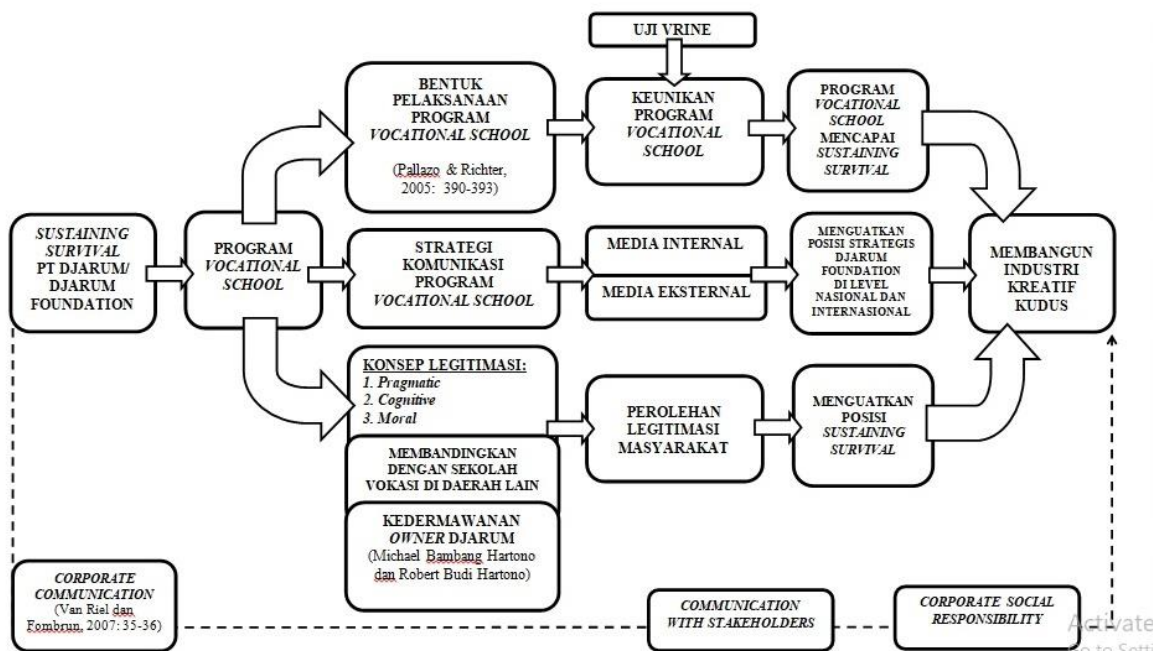 UJI VRINE
BENTUK
PELAKSANAAN
PROGRAM
VOCATIONAL SCHOOL
(Pallazo & Richter,
2005: 390-393)
KEUNIKAN
PROGRAM
VOCATIONAL
SCHOOL
PROGRAM
VOCATIONAL
SCHOOL
MENCAPAI
SUSTAINING
SURVIVAL
SUSTAINING
SURVIVAL
PT DJARUM/
DJARUM
FOUNDATION
PROGRAM
VOCATIONAL
SCHOOL
STRATEGI
KOMUNIKASI
PROGRAM
VOCATIONAL SCHOOL
MEDIA INTERNAL
MEDIA EKSTERNAL
MENGUATKAN
POSISI STRATEGIS
DJARUM
FOUNDATION
DI LEVEL
NASIONAL DAN
INTERNASIONAL
MEMBANGUN
INDUSTRI
KREATIF
KUDUS
KONSEP LEGITIMASI:
1. Pragmatic
2. Cognitive
3. Moral
MEMBANDINGKAN
DENGAN SEKOLAH
VOKASI DI DAERAH LAIN
KEDERMAWANAN
OWNER DJARUM
(Michael Bambang Hartono
dan Robert Budi Hartono)
PEROLEHAN
LEGITIMASI
MASYARAKAT
MENGUATKAN
POSISI
SUSTAINING
SURVIVAL
CORPORATE
COMMUNICATION
(Van Riel dan
Fombrun, 2007: 35-36)
COMMUNICATION
WITH STAKEHOLDERS
CORPORATE SOCIAL
RESPONSIBILITY
Activate
Go to Setti